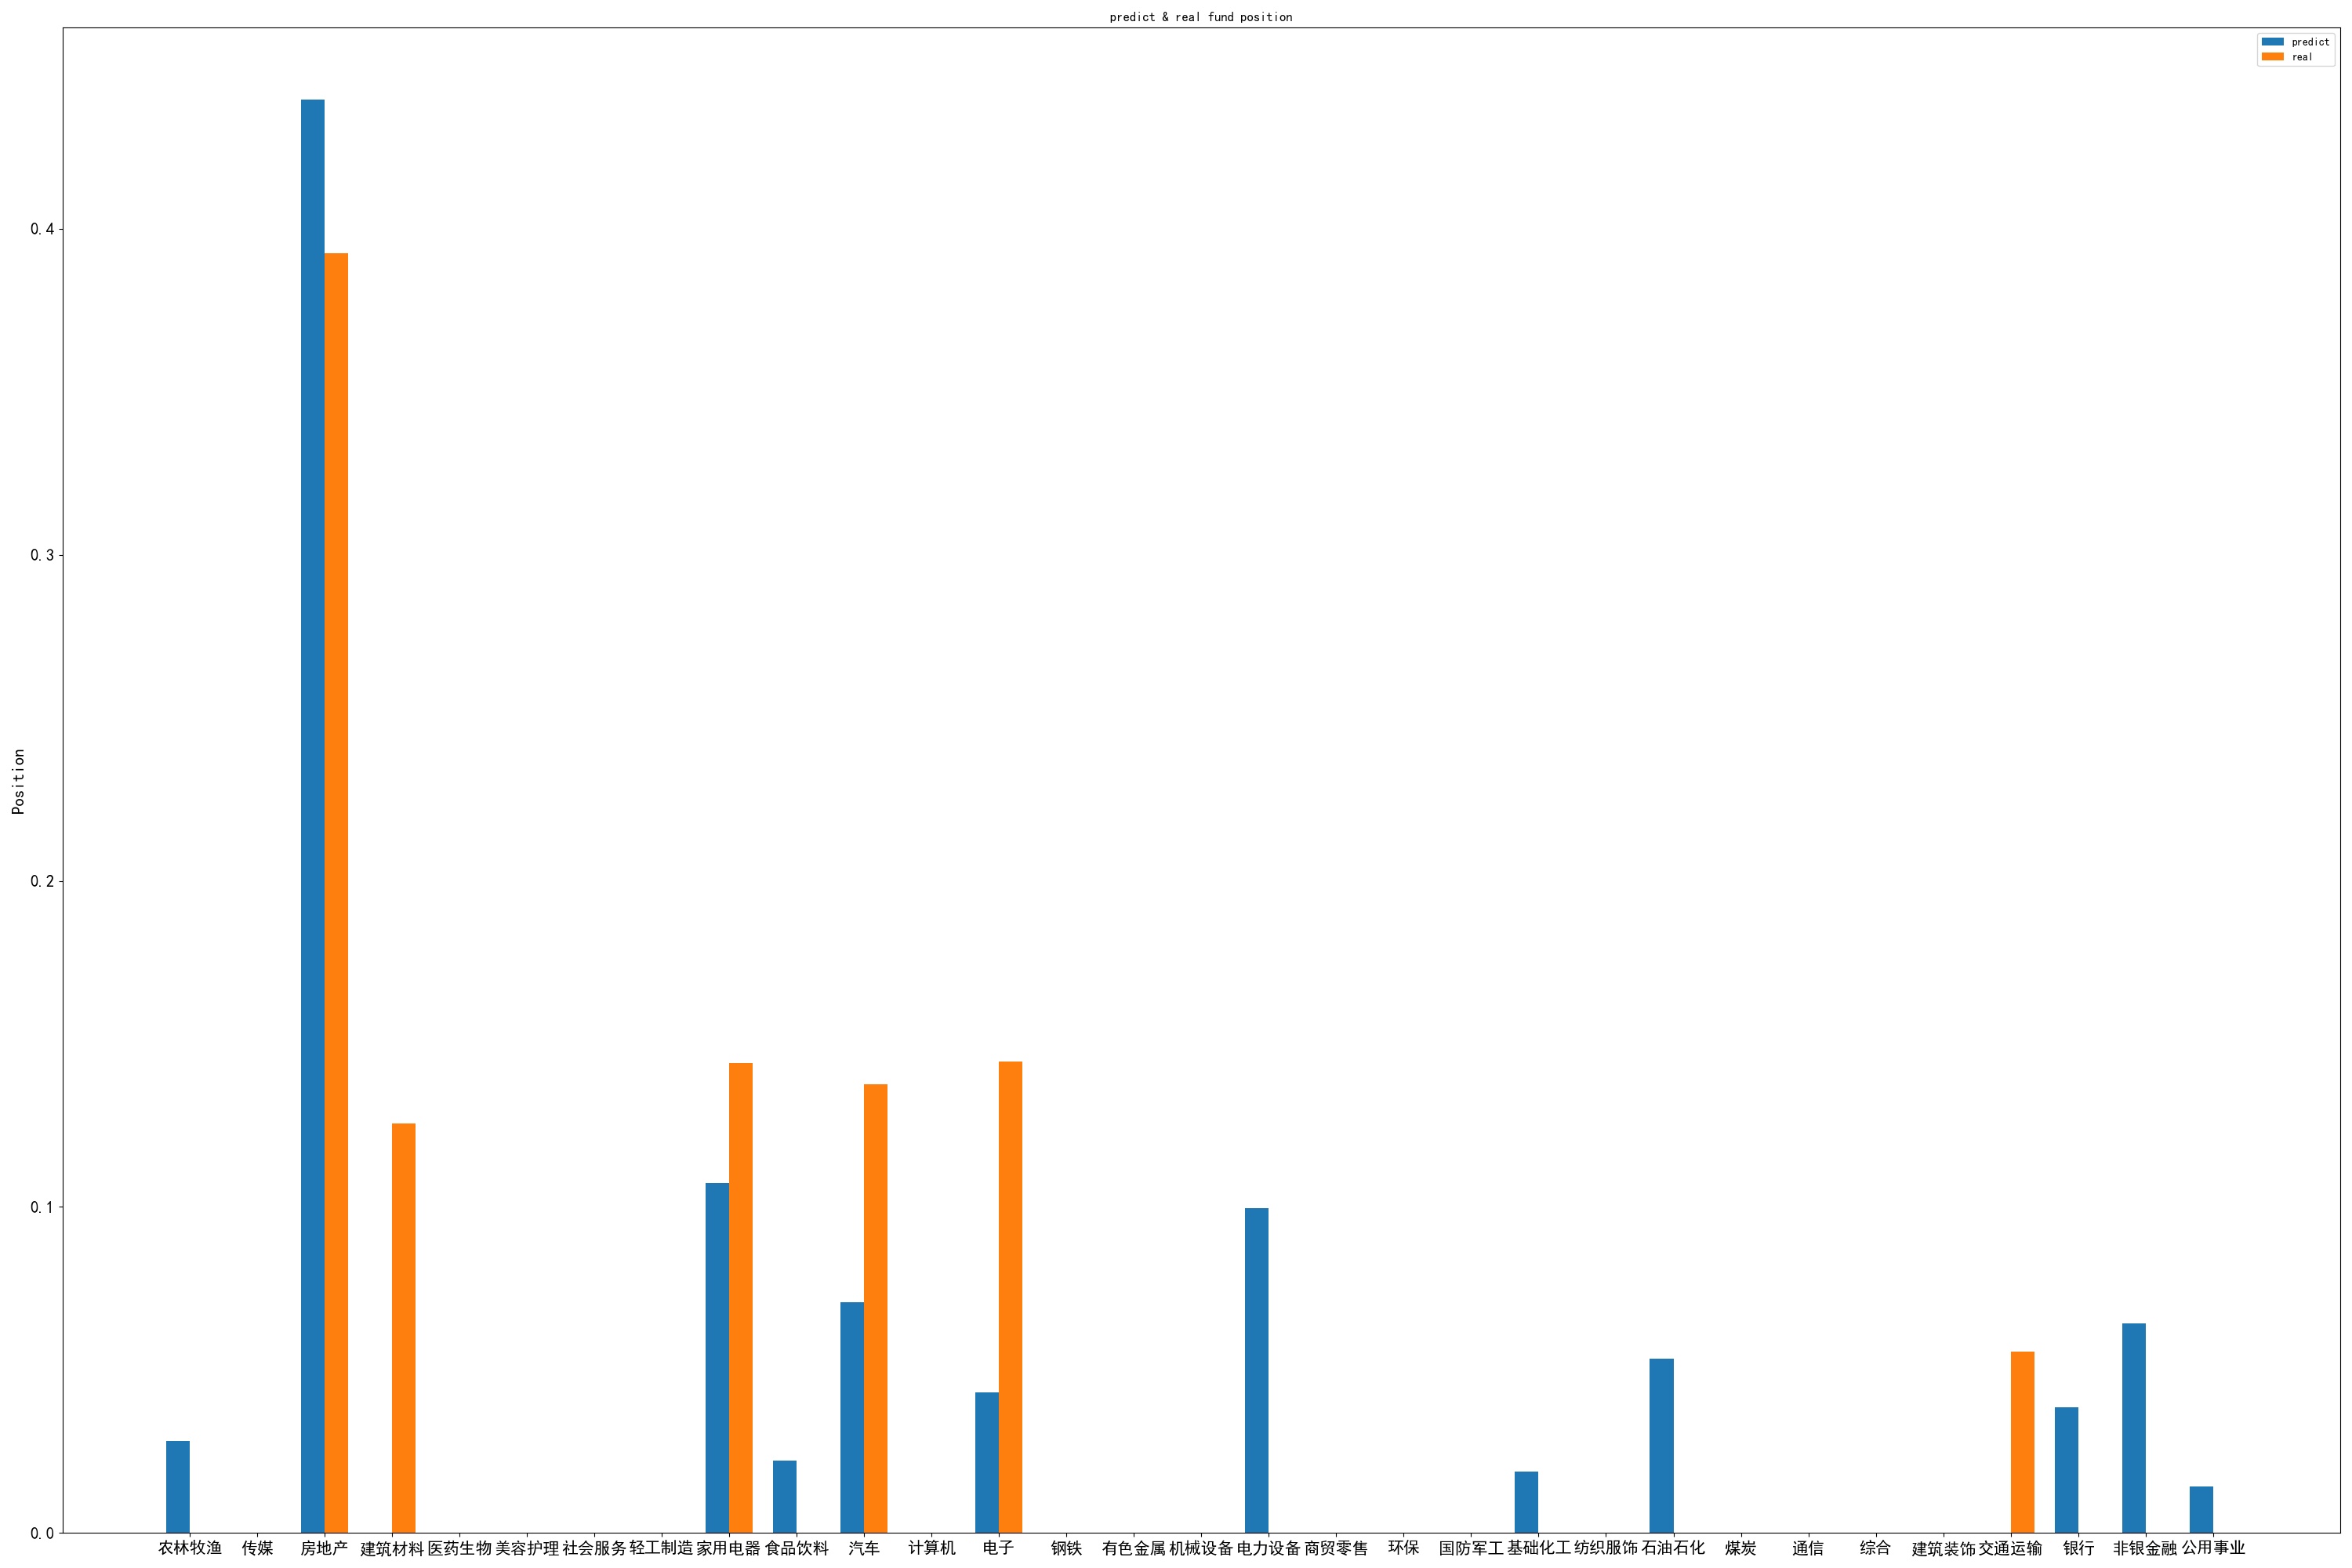 predict & real fund position
predict
real
Position
0.4
0.3
0.2
0.1
0.0
农林牧渔 传媒 房地产 建筑材料 医药生物 美容护理 社会服务 轻工制造 家用电器 食品饮料 汽车 计算机 电子 钢铁 有色金属 机械设备 电力设备 商贸零售 环保 国防军工 基础化工 纺织服饰 石油石化 煤炭 通信 综合 建筑装饰 交通运输 银行 非银金融 公用事业